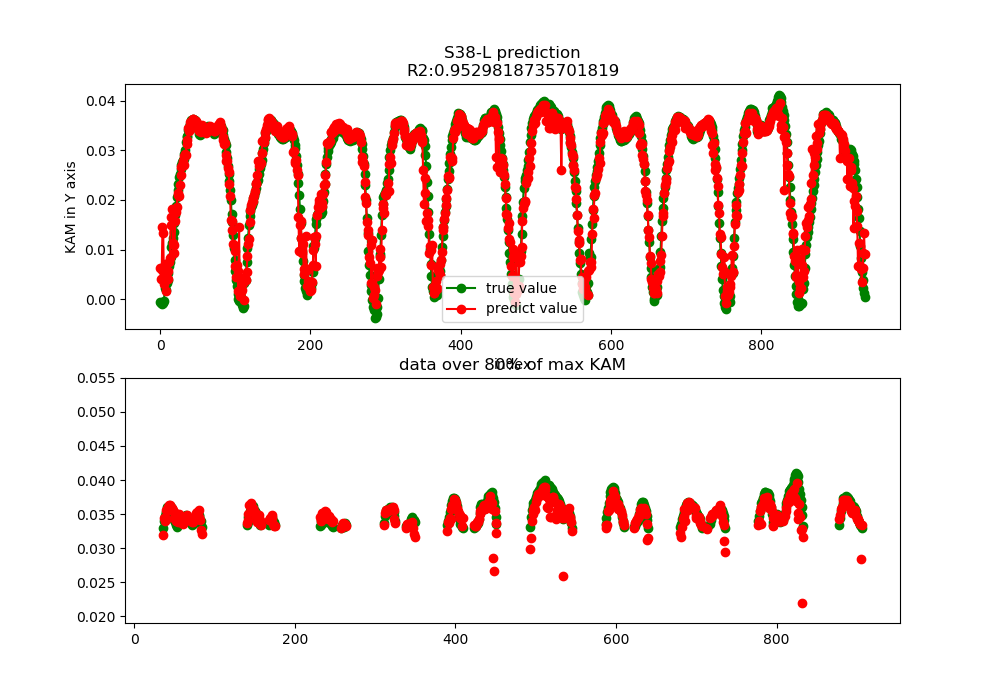 S38-L prediction
R2:0.9529818735701819
KAM in Y axis
0.04
0.03
0.02
0.01
0.00
true value
predict value
0 200 400 600 800
index
data over 80% of max KAM
0.055
0.050
0.045
0.040
0.035
0.030
0.025
0.020
0 200 400 600 800